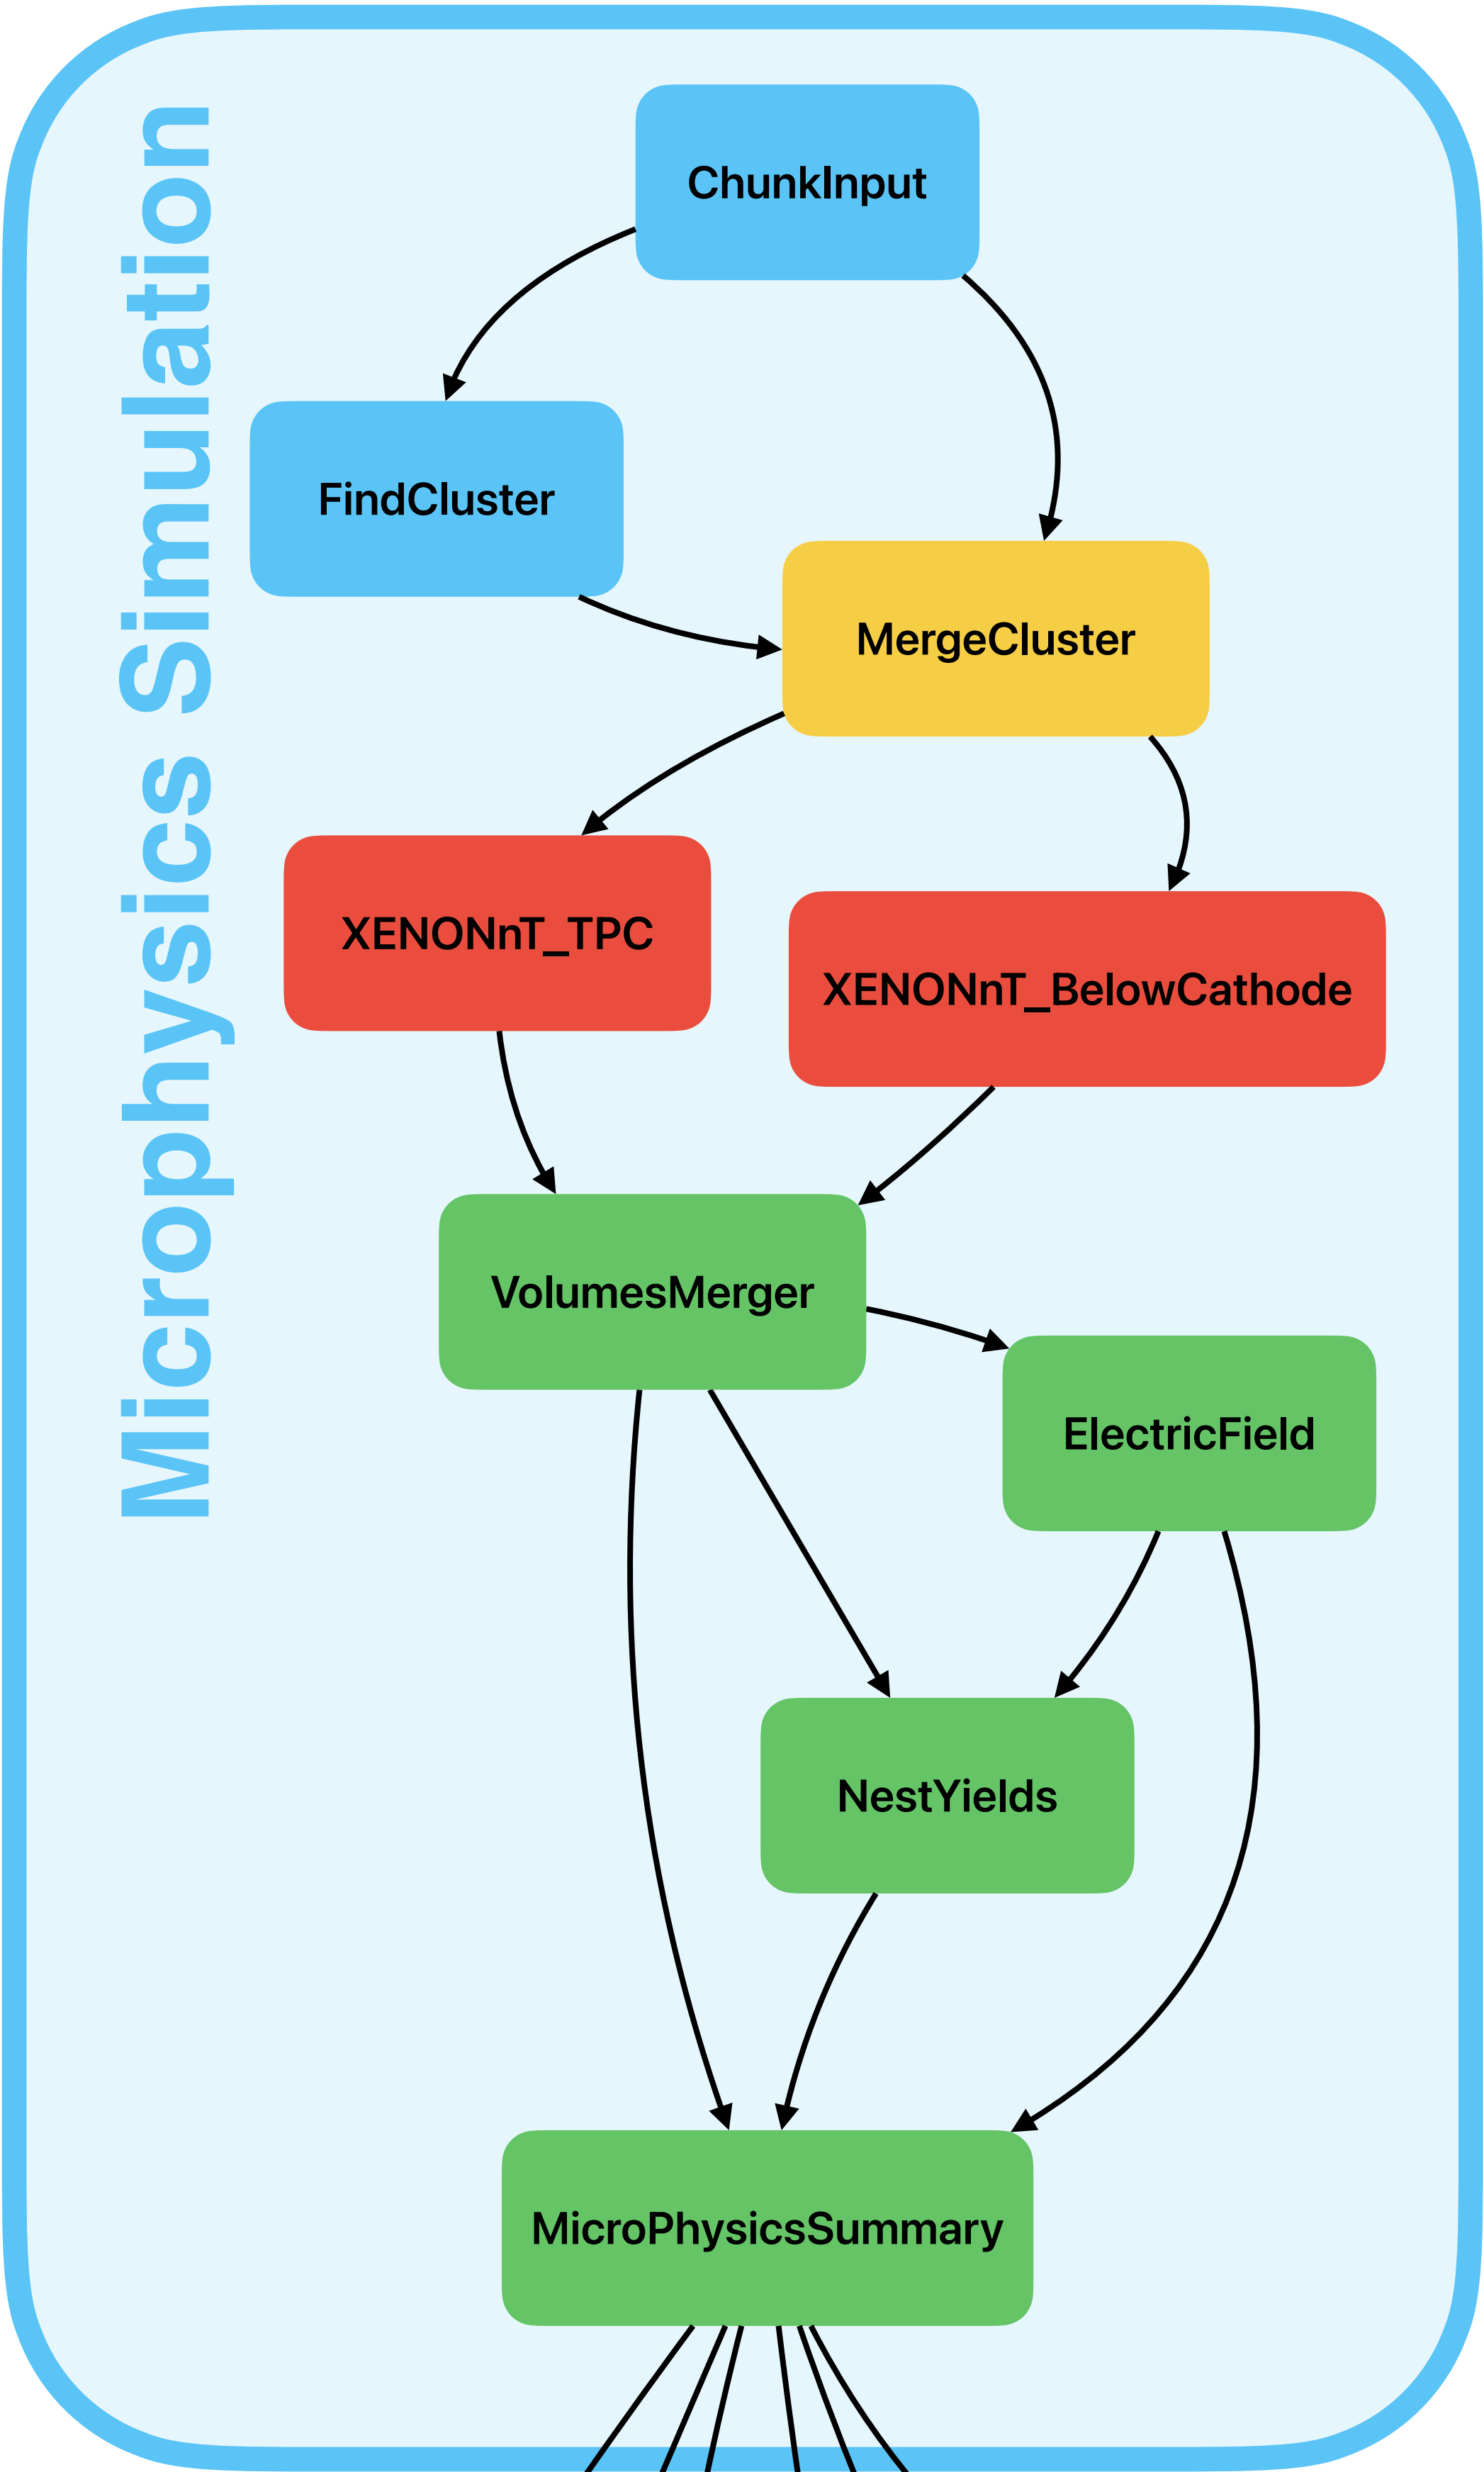 Microphysics Simulation
ChunkInput
FindCluster
MergeCluster
XENONnT_TPC
XENONnT_BelowCathode
VolumesMerger
ElectricField
NestYields
MicroPhysicsSummary